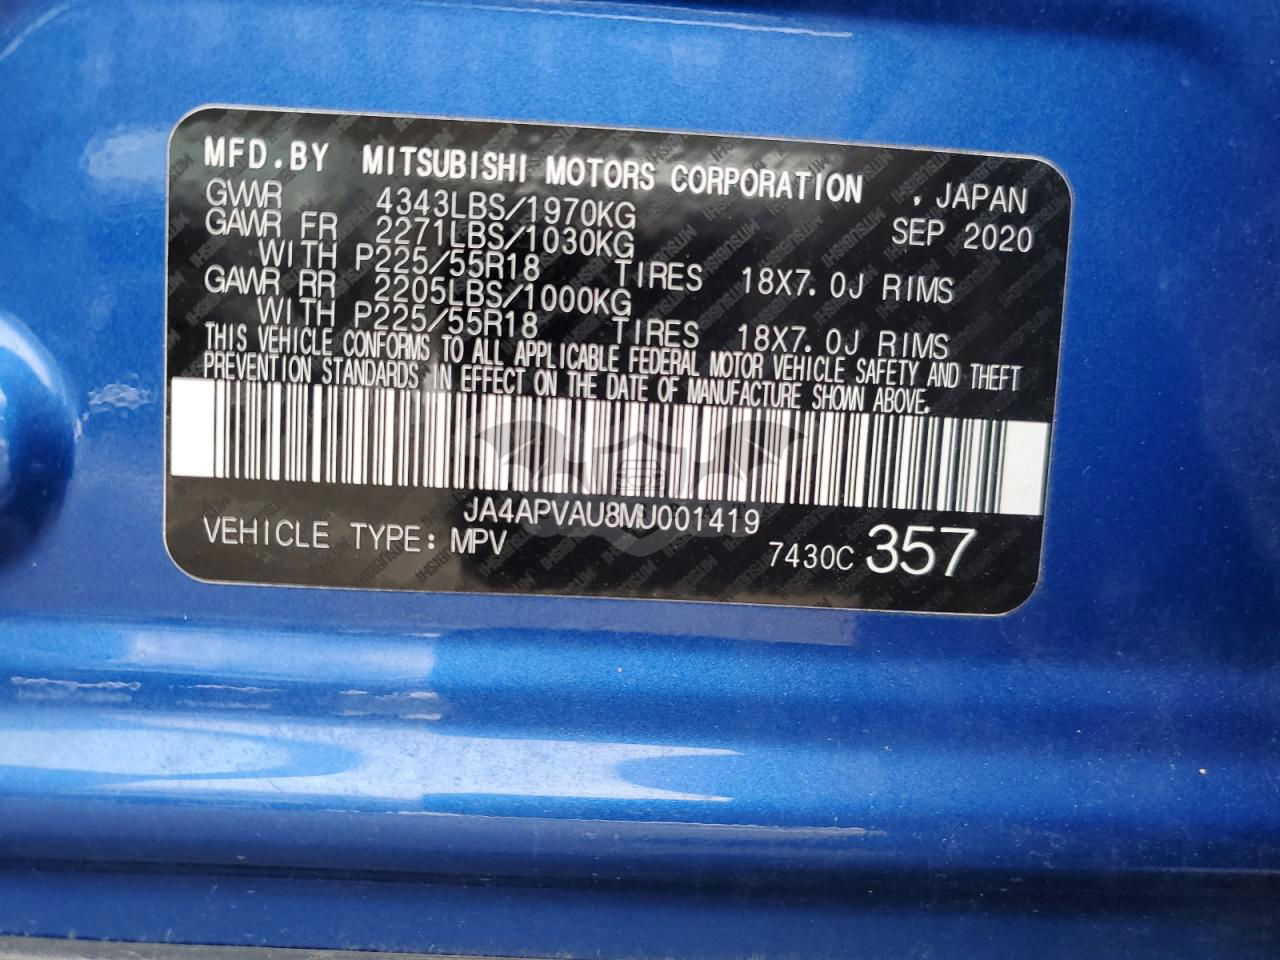 MFD.BY MITSUBISHI MOTORS CORPORATION , JAPAN
GVWR 4343LBS/1970KG SEP 2020
GAWR FR 2271LBS/1030KG
WITH P225/55R18 TIRES 18X7.0J RIMS
GAWR RR 2205LBS/1000KG
WITH P225/55R18 TIRES 18X7.0J RIMS
THIS VEHICLE CONFORMS TO ALL APPLICABLE FEDERAL MOTOR VEHICLE SAFETY AND THEFT
PREVENTION STANDARDS IN EFFECT ON THE DATE OF MANUFACTURE SHOWN ABOVE.
JA4APVAU8MU001419
VEHICLE TYPE: MPV 7430C 357